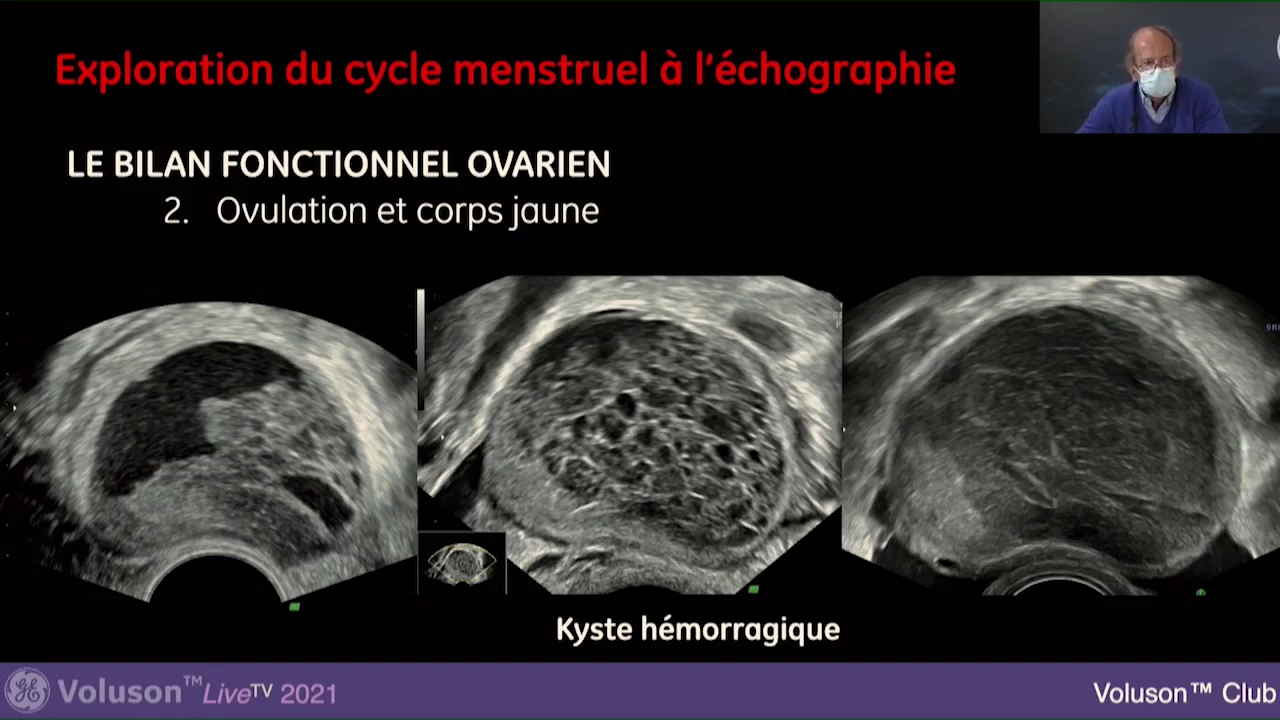 Exploration du cycle menstruel à l'échographie
LE BILAN FONCTIONNEL OVARIEN
2. Ovulation et corps jaune
Kyste hémorragique
GE Voluson™ LiveTV 2021
Voluson™ Club